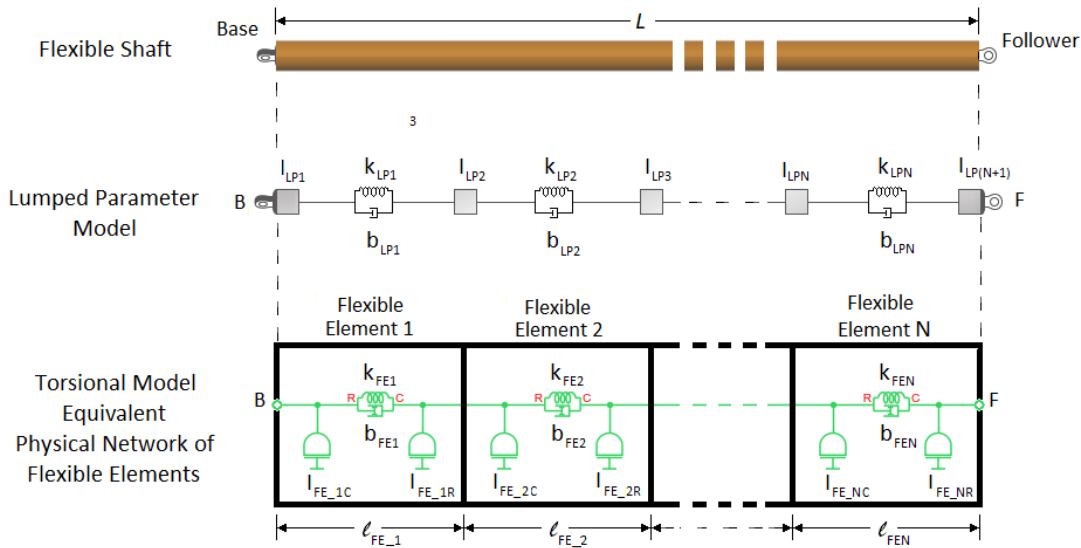 L
Base
Flexible Shaft
Follower
3
I_LP1 k_LP1 I_LP2 k_LP2 I_LP3 I_LPN k_LPN I_LP(N+1)
Lumped Parameter
Model
B F
b_LP1 b_LP2 b_LPN
Flexible
Element 1
Flexible
Element 2
Flexible
Element N
Torsional Model
Equivalent
Physical Network of
Flexible Elements
k_FE1 k_FE2 k_FEN
B R C R C R C F
b_FE1 b_FE2 b_FEN
I_FE_1C I_FE_1R I_FE_2C I_FE_2R I_FE_NC I_FE_NR
ℓ_FE_1 ℓ_FE_2 ℓ_FEN